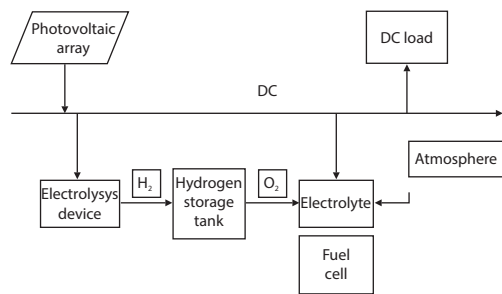 Photovoltaic
array
DC load
DC
Atmosphere
Electrolysys
device
H₂
Hydrogen
storage
tank
O₂
Electrolyte
Fuel
cell